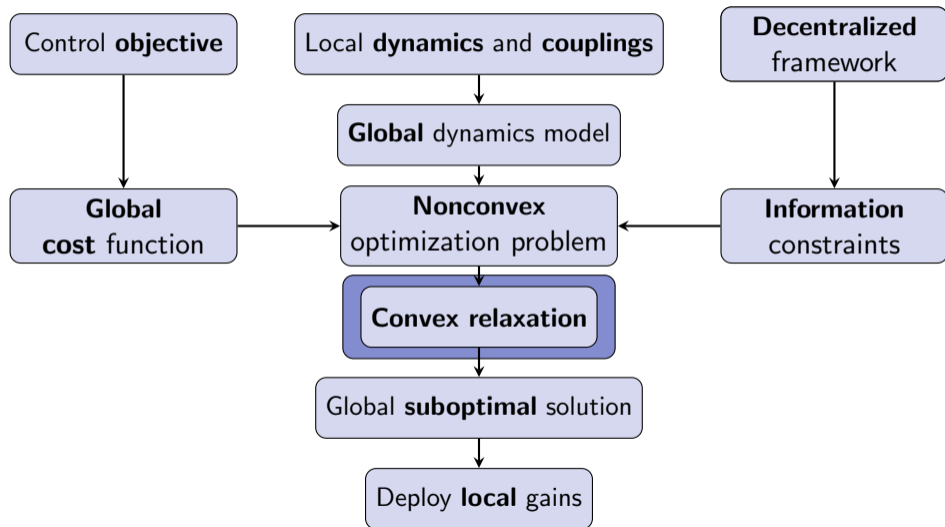 Control objective
Local dynamics and couplings
Decentralized
framework
Global dynamics model
Global
cost function
Nonconvex
optimization problem
Information
constraints
Convex relaxation
Global suboptimal solution
Deploy local gains